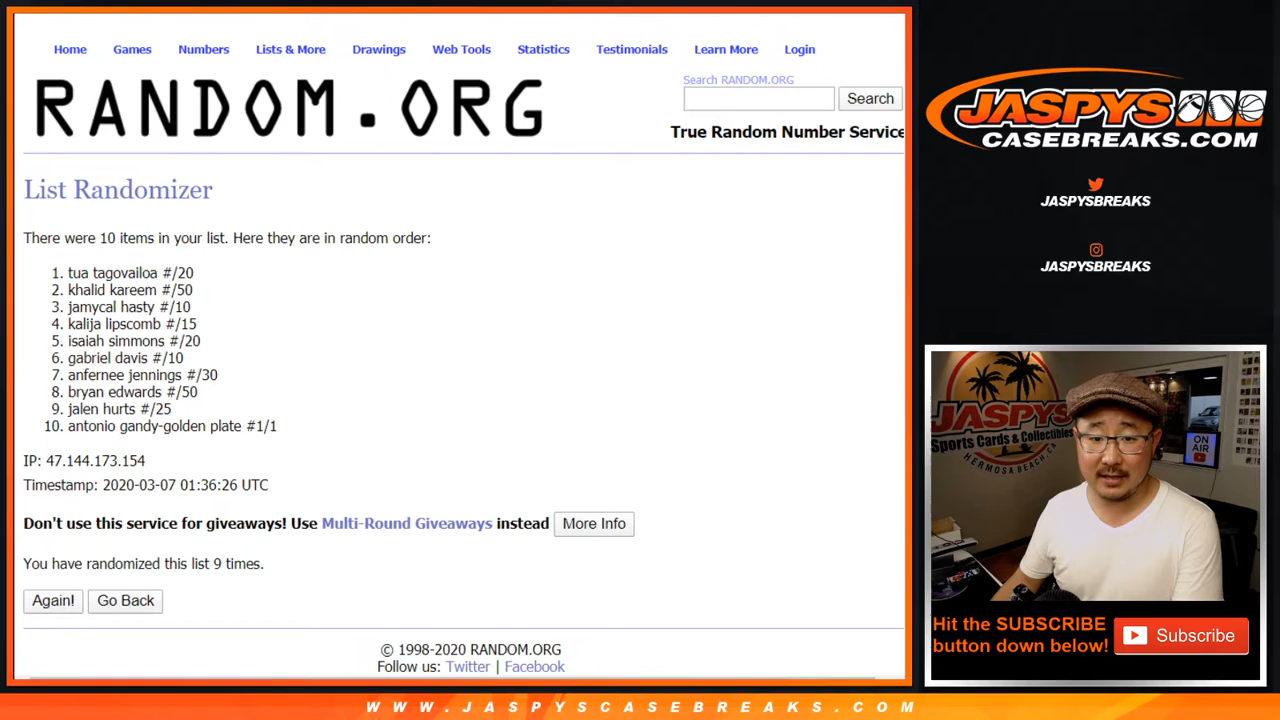 Home Games Numbers Lists & More Drawings Web Tools Statistics Testimonials Learn More Login
RANDOM.ORG
Search RANDOM.ORG
Search
True Random Number Service
List Randomizer
There were 10 items in your list. Here they are in random order:
1. tua tagovailoa #/20
2. khalid kareem #/50
3. jamycal hasty #/10
4. kalija lipscomb #/15
5. isaiah simmons #/20
6. gabriel davis #/10
7. anfernee jennings #/30
8. bryan edwards #/50
9. jalen hurts #/25
10. antonio gandy-golden plate #1/1
IP: 47.144.173.154
Timestamp: 2020-03-07 01:36:26 UTC
Don't use this service for giveaways! Use Multi-Round Giveaways instead More Info
You have randomized this list 9 times.
Again! Go Back
© 1998-2020 RANDOM.ORG
Follow us: Twitter | Facebook
JASPYS
CASEBREAKS.COM
JASPYSBREAKS
JASPYSBREAKS
JASPYS
Sports Cards & Collectibles
HERMOSA BEACH, CA
ON
AIR
Hit the SUBSCRIBE
button down below!
Subscribe
WWW.JASPYSCASEBREAKS.COM